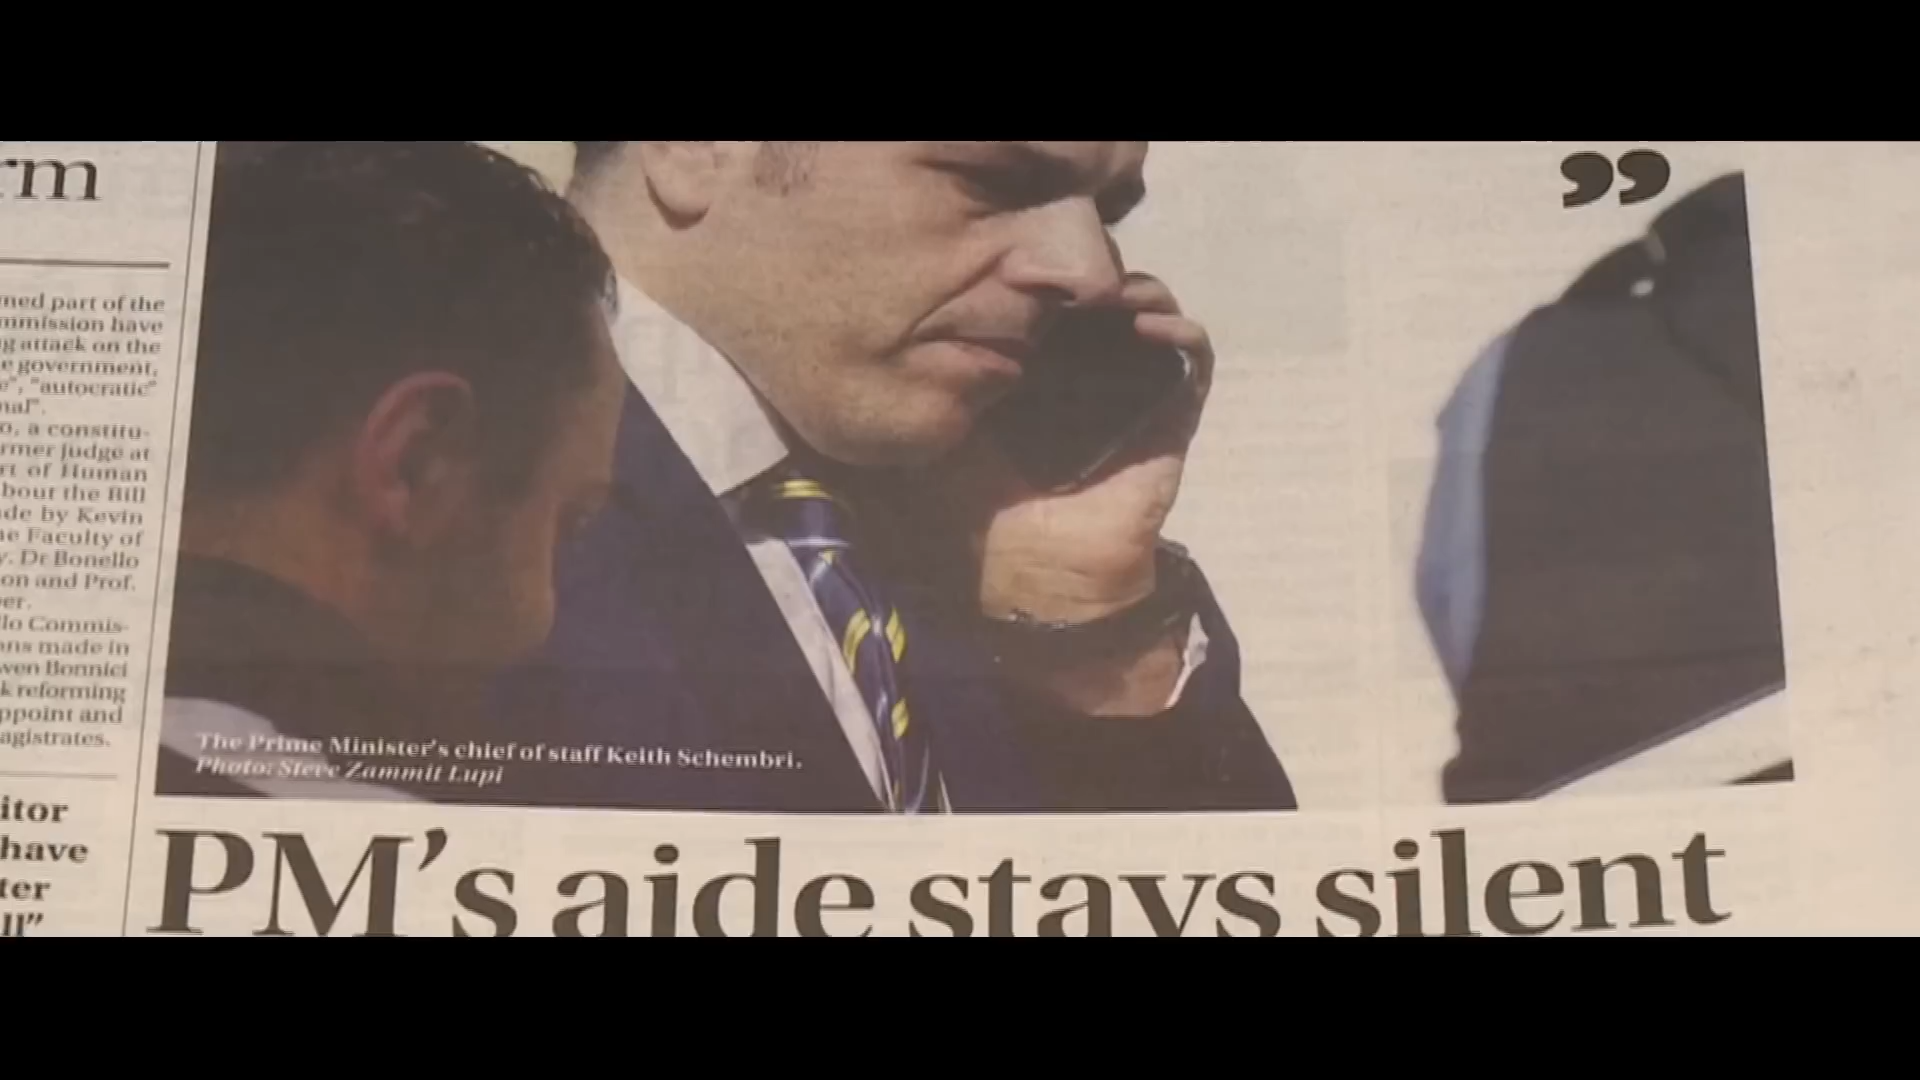 rm
ned part of the
mmission have
g attack on the
e government,
e", "autocratic"
nal".
o, a constitu-
rmer judge at
rt of Human
bout the Bill
de by Kevin
he Faculty of
y. Dr Bonello
on and Prof.
er.
lo Commis-
ons made in
wen Bonnici
k reforming
ppoint and
agistrates.
itor
have
ter
ll”
”
The Prime Minister's chief of staff Keith Schembri.
Photo: Steve Zammit Lupi
PM's aide stays silent